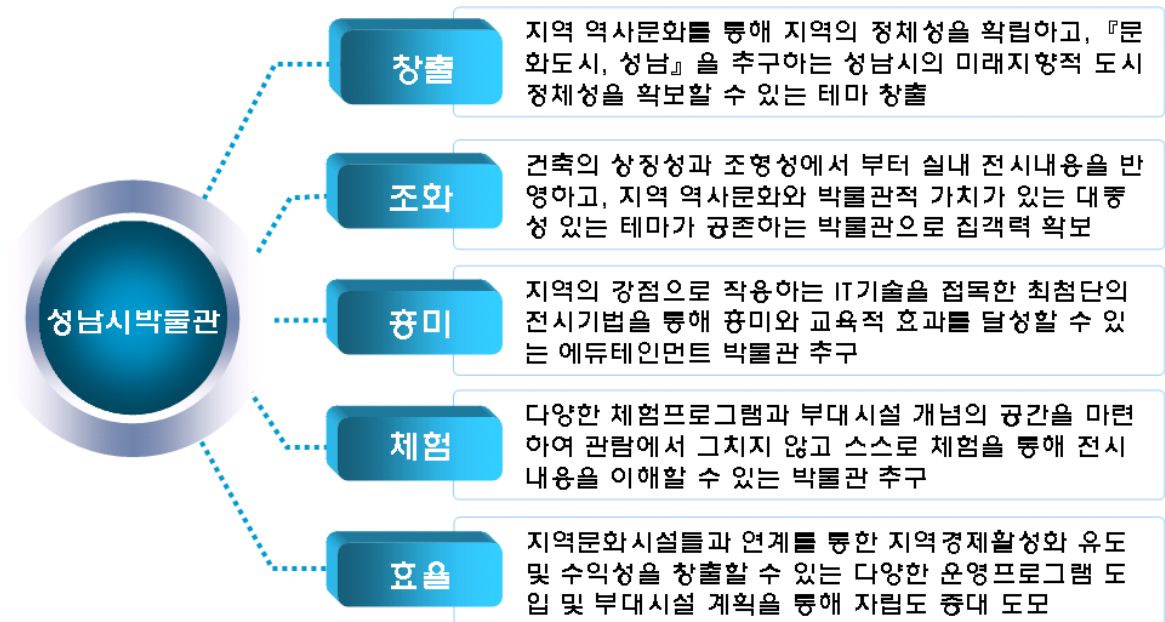 성남시박물관
창출
지역 역사문화를 통해 지역의 정체성을 확립하고, 『문
화도시, 성남』을 추구하는 성남시의 미래지향적 도시
정체성을 확보할 수 있는 테마 창출
조화
건축의 상징성과 조형성에서 부터 실내 전시내용을 반
영하고, 지역 역사문화와 박물관적 가치가 있는 대중
성 있는 테마가 공존하는 박물관으로 집객력 확보
흥미
지역의 강점으로 작용하는 IT기술을 접목한 최첨단의
전시기법을 통해 흥미와 교육적 효과를 달성할 수 있
는 에듀테인먼트 박물관 추구
체험
다양한 체험프로그램과 부대시설 개념의 공간을 마련
하여 관람에서 그치지 않고 스스로 체험을 통해 전시
내용을 이해할 수 있는 박물관 추구
효율
지역문화시설들과 연계를 통한 지역경제활성화 유도
및 수익성을 창출할 수 있는 다양한 운영프로그램 도
입 및 부대시설 계획을 통해 자립도 증대 도모